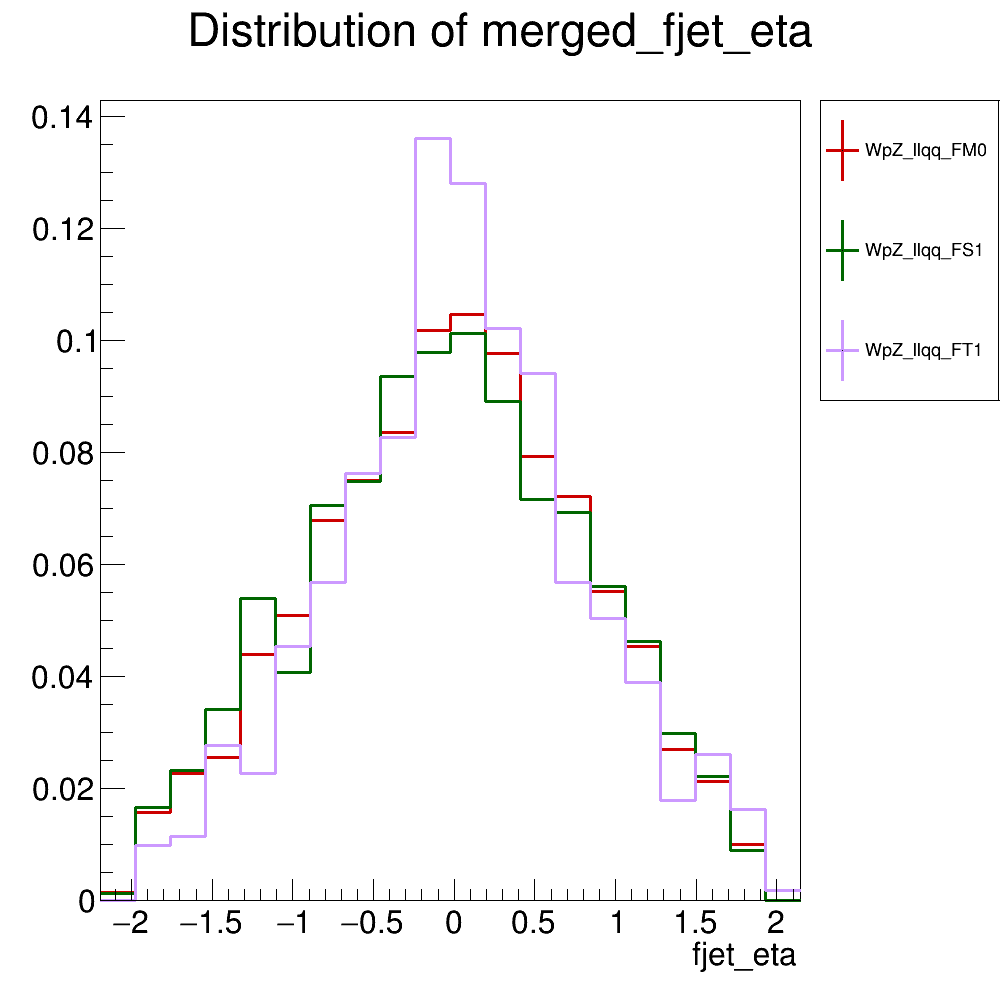 Distribution of merged_fjet_eta
0.14
0.12
0.1
0.08
0.06
0.04
0.02
0
−2 −1.5 −1 −0.5 0 0.5 1 1.5 2
fjet_eta
WpZ_llqq_FM0
WpZ_llqq_FS1
WpZ_llqq_FT1